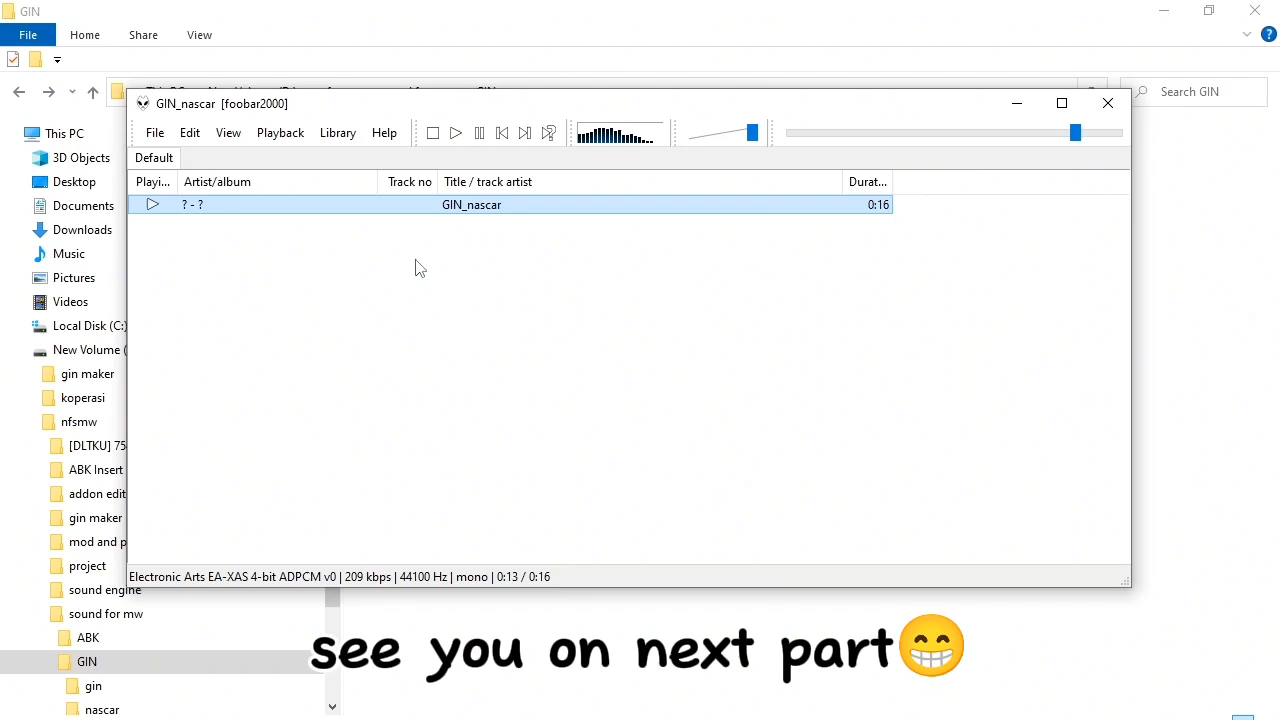 GIN
File
Home
Share
View
Search GIN
GIN_nascar [foobar2000]
File Edit View Playback Library Help
Default
Playi... Artist/album Track no Title / track artist Durat...
? - ? GIN_nascar 0:16
This PC
3D Objects
Desktop
Documents
Downloads
Music
Pictures
Videos
Local Disk (C:)
New Volume (
gin maker
koperasi
nfsmw
[DLTKU] 75
ABK Insert
addon edit
gin maker
mod and p
project
sound engine
sound for mw
ABK
GIN
gin
nascar
Electronic Arts EA-XAS 4-bit ADPCM v0 | 209 kbps | 44100 Hz | mono | 0:13 / 0:16
see you on next part😁